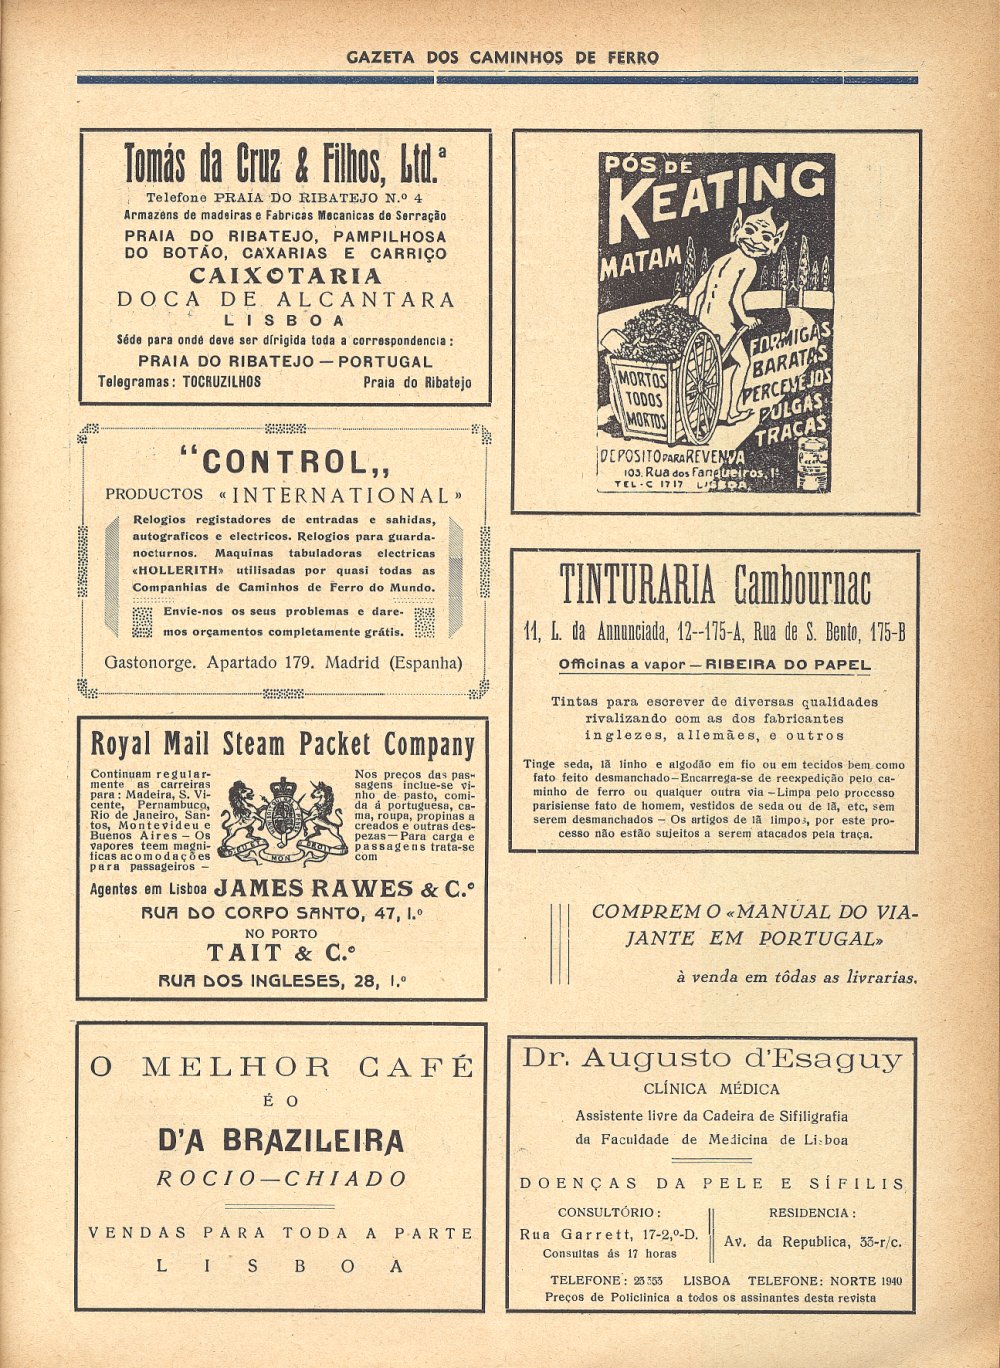 GAZETA DOS CAMINHOS DE FERRO
Tomás da Cruz & Filhos, Ltd.ª
Telefone PRAIA DO RIBATEJO N.º 4
Armazens de madeiras e Fabricas Mecanicas de Serração
PRAIA DO RIBATEJO, PAMPILHOSA
DO BOTÃO, CAXARIAS E CARRIÇO
CAIXOTARIA
DOCA DE ALCANTARA
LISBOA
Séde para onde deve ser dirigida toda a correspondencia:
PRAIA DO RIBATEJO — PORTUGAL
Telegramas: TOCRUZILHOS Praia do Ribatejo
"CONTROL„
PRODUCTOS «INTERNATIONAL»
Relogios registadores de entradas e sahidas,
autograficos e electricos. Relogios para guarda-
nocturnos. Maquinas tabuladoras electricas
«HOLLERITH» utilisadas por quasi todas as
Companhias de Caminhos de Ferro do Mundo.
Envie-nos os seus problemas e dare-
mos orçamentos completamente grátis.
Gastonorge. Apartado 179. Madrid (Espanha)
Royal Mail Steam Packet Company
Continuam regular-
mente as carreiras
para: Madeira, S. Vi-
cente, Pernambuco,
Rio de Janeiro, San-
tos, Montevideu e
Buenos Aires — Os
vapores teem magni-
ficas acomodações
para passageiros —
DIEU ET MON DROIT
Nos preços das pas-
sagens inclue-se vi-
nho de pasto, comi-
da á portuguesa, ca-
ma, roupa, propinas a
creados e outras des-
pezas — Para carga e
passagens trata-se
com
Agentes em Lisboa JAMES RAWES & C.º
RUA DO CORPO SANTO, 47, 1.º
NO PORTO
TAIT & C.º
RUA DOS INGLESES, 28, 1.º
O MELHOR CAFÉ
É O
D'A BRAZILEIRA
ROCIO—CHIADO
VENDAS PARA TODA A PARTE
LISBOA
PÓS DE
KEATING
MATAM
FORMIGAS
BARATAS
PERCEVEJOS
PULGAS
TRAÇAS
MORTOS
TODOS
MORTOS
DEPOSITO PARA REVENDA
103, Rua dos Fanqueiros, 1º
TEL-C 1717 LISBOA
TINTURARIA Cambournac
11, L. da Annunciada, 12--175-A, Rua de S. Bento, 175-B
Officinas a vapor — RIBEIRA DO PAPEL
Tintas para escrever de diversas qualidades
rivalizando com as dos fabricantes
inglezes, allemães, e outros
Tinge seda, lã linho e algodão em fio ou em tecidos bem como
fato feito desmanchado — Encarrega-se de reexpedição pelo ca-
minho de ferro ou qualquer outra via — Limpa pelo processo
parisiense fato de homem, vestidos de seda ou de lã, etc, sem
serem desmanchados — Os artigos de lã limpos, por este pro-
cesso não estão sujeitos a serem atacados pela traça.
COMPREM O «MANUAL DO VIA-
JANTE EM PORTUGAL»
à venda em tôdas as livrarias.
Dr. Augusto d'Esaguy
CLÍNICA MÉDICA
Assistente livre da Cadeira de Sifiligrafia
da Faculdade de Medicina de Lisboa
DOENÇAS DA PELE E SÍFILIS
CONSULTÓRIO:
Rua Garrett, 17-2,º-D.
Consultas ás 17 horas
RESIDENCIA:
Av. da Republica, 33-r/c.
TELEFONE: 23353 LISBOA TELEFONE: NORTE 1940
Preços de Policlinica a todos os assinantes desta revista